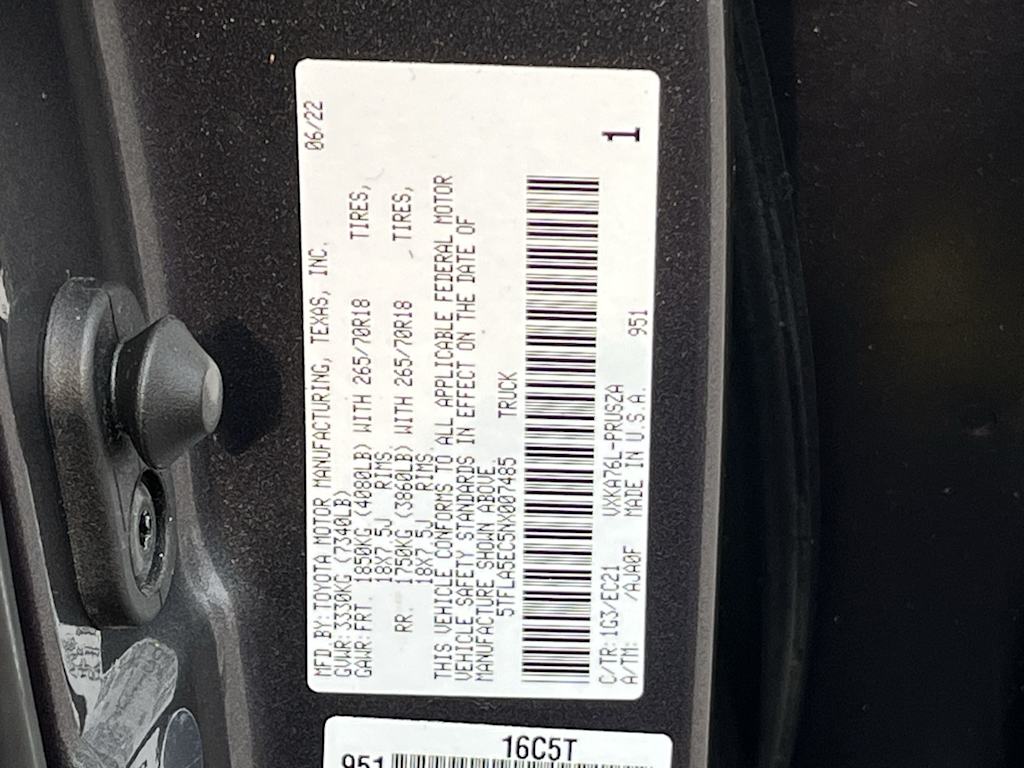 MFD BY:TOYOTA MOTOR MANUFACTURING, TEXAS, INC. 06/22
GVWR:3330KG (7340LB)
GAWR:FRT. 1850KG (4080LB) WITH 265/70R18 TIRES,
18X7.5J RIMS.
RR. 1750KG (3860LB) WITH 265/70R18 TIRES,
18X7.5J RIMS.
THIS VEHICLE CONFORMS TO ALL APPLICABLE FEDERAL MOTOR
VEHICLE SAFETY STANDARDS IN EFFECT ON THE DATE OF
MANUFACTURE SHOWN ABOVE.
5TFLA5EC5NX007485 TRUCK
1
C/TR:1G3/EC21 VXKA76L-PRUSZA 951
A/TM: /AJA0F MADE IN U.S.A.
16C5T
951